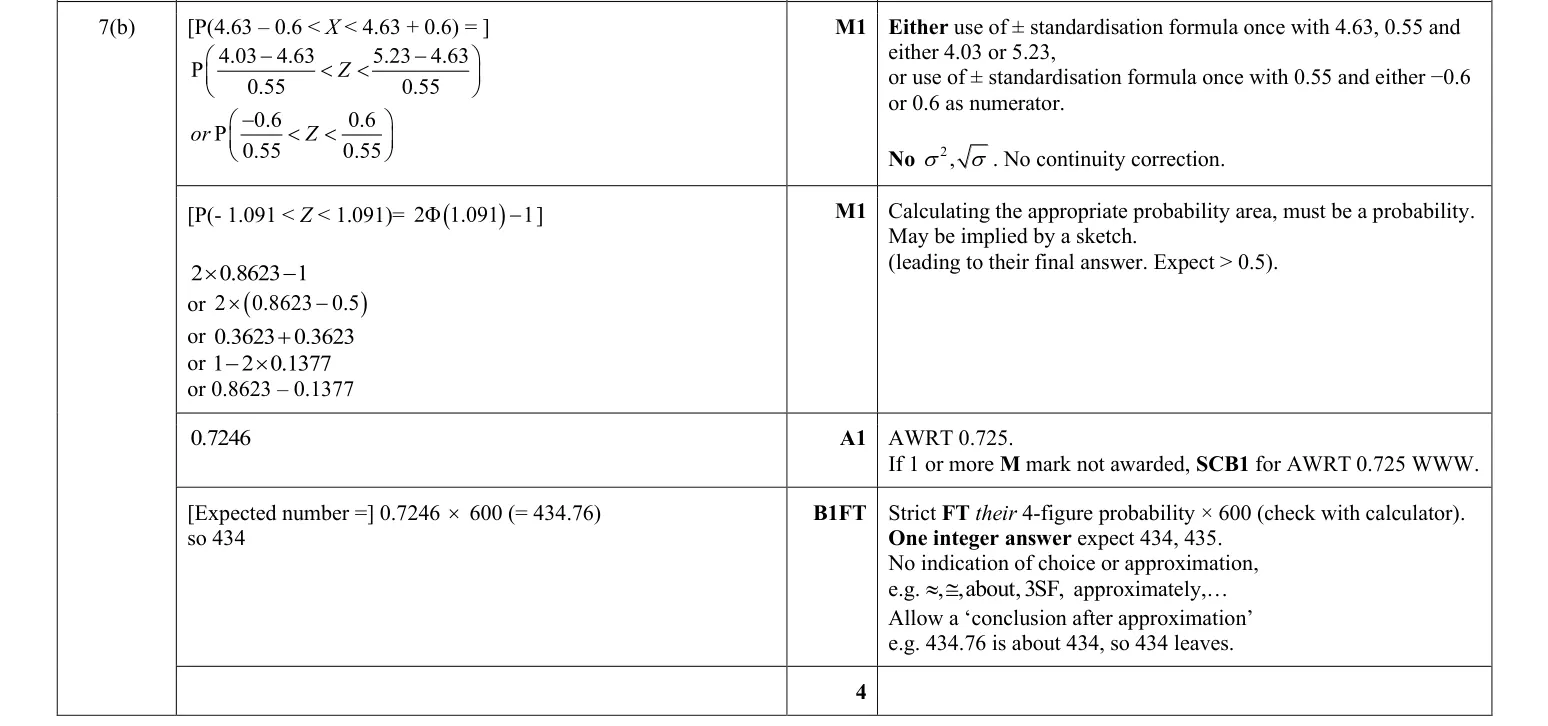 7(b)
[P(4.63 – 0.6 < X < 4.63 + 0.6) = ]
P((4.03 − 4.63)/0.55 < Z < (5.23 − 4.63)/0.55)
or P(−0.6/0.55 < Z < 0.6/0.55)
M1
Either use of ± standardisation formula once with 4.63, 0.55 and
either 4.03 or 5.23,
or use of ± standardisation formula once with 0.55 and either −0.6
or 0.6 as numerator.
No σ², √σ . No continuity correction.
[P(- 1.091 < Z < 1.091)= 2Φ(1.091) − 1]
2×0.8623−1
or 2×(0.8623−0.5)
or 0.3623+0.3623
or 1−2×0.1377
or 0.8623 – 0.1377
M1
Calculating the appropriate probability area, must be a probability.
May be implied by a sketch.
(leading to their final answer. Expect > 0.5).
0.7246
A1
AWRT 0.725.
If 1 or more M mark not awarded, SCB1 for AWRT 0.725 WWW.
[Expected number =] 0.7246 × 600 (= 434.76)
so 434
B1FT
Strict FT their 4-figure probability × 600 (check with calculator).
One integer answer expect 434, 435.
No indication of choice or approximation,
e.g. ≈,≅,about, 3SF, approximately,…
Allow a ‘conclusion after approximation’
e.g. 434.76 is about 434, so 434 leaves.
4